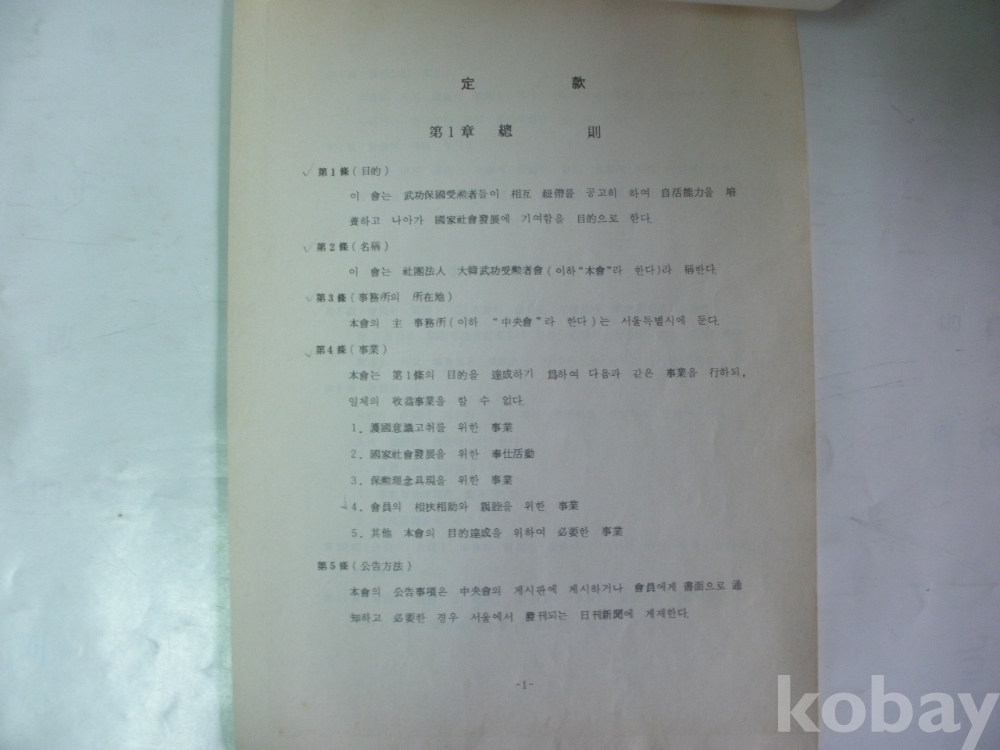 定 款
第1章 總 則
第1條(目的)
이 會는 武功保國受勳者들이 相互 紐帶를 공고히 하여 自活能力을 培
養하고 나아가 國家社會發展에 기여함을 目的으로 한다.
第2條(名稱)
이 會는 社團法人 大韓武功受勳者會(이하“本會”라 한다)라 稱한다.
第3條(事務所의 所在地)
本會의 主 事務所(이하 “中央會”라 한다)는 서울특별시에 둔다.
第4條(事業)
本會는 第1條의 目的을 達成하기 爲하여 다음과 같은 事業을 行하되,
일체의 收益事業을 할 수 없다.
1. 護國意識고취를 위한 事業
2. 國家社會發展을 위한 奉仕活動
3. 保勳理念具現을 위한 事業
4. 會員의 相扶相助와 親睦을 위한 事業
5. 其他 本會의 目的達成을 위하여 必要한 事業
第5條(公告方法)
本會의 公告事項은 中央會의 게시판에 게시하거나 會員에게 書面으로 通
知하고 必要한 경우 서울에서 發刊되는 日刊新聞에 게재한다.
-1-
kobay